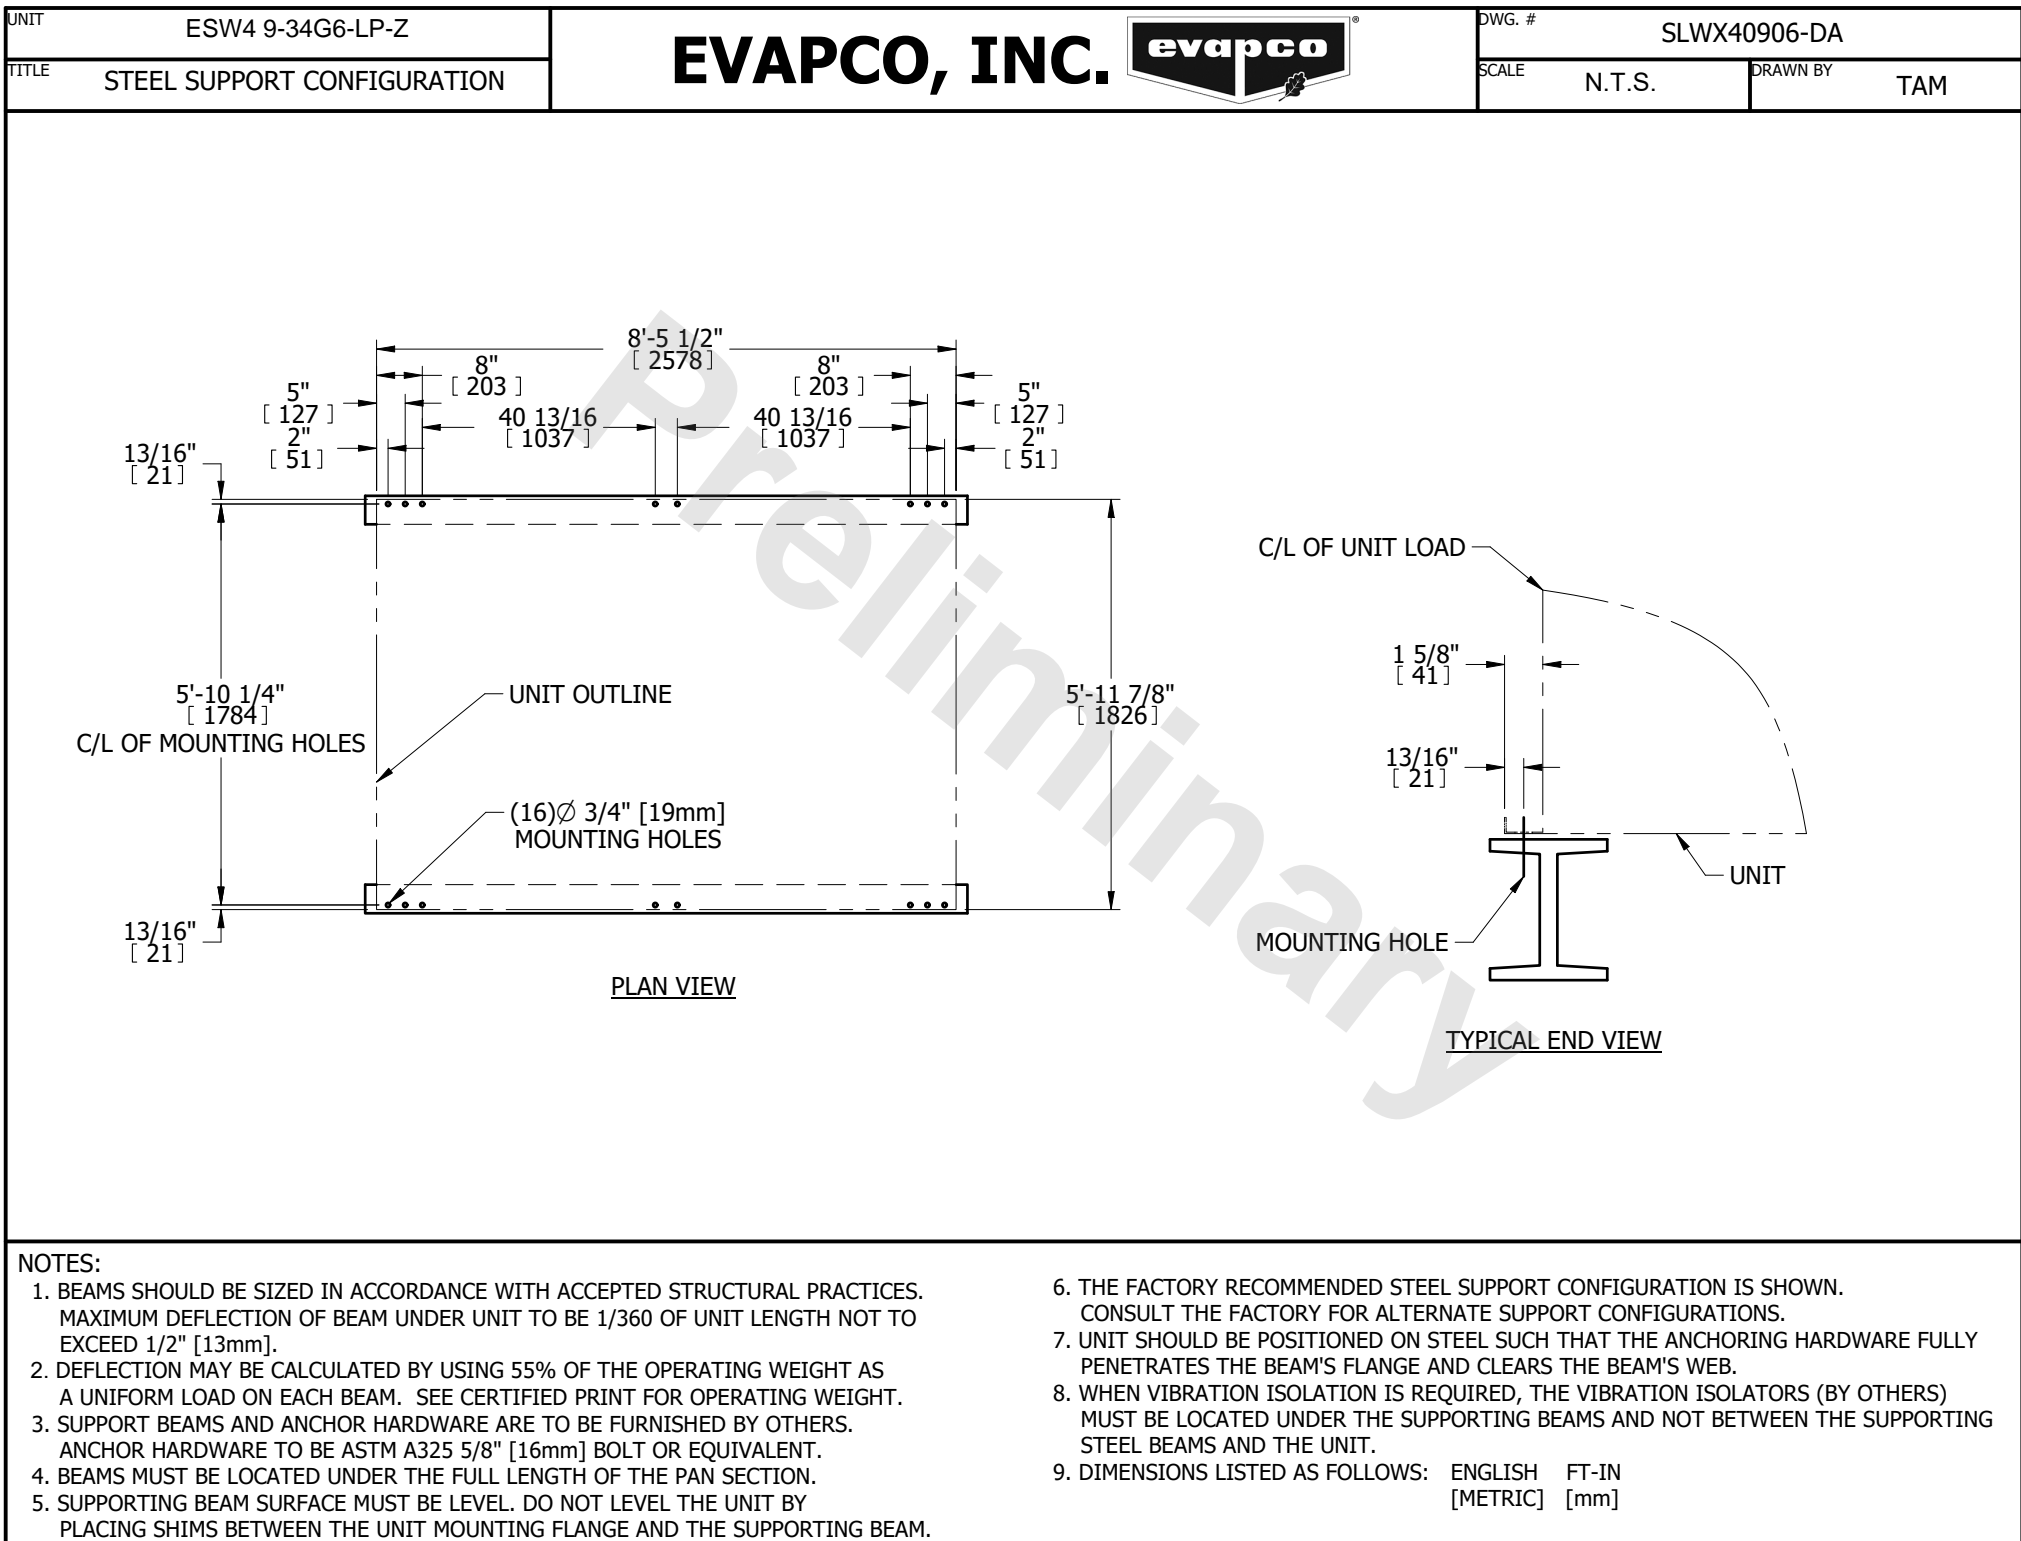 UNIT
ESW4 9-34G6-LP-Z
TITLE
STEEL SUPPORT CONFIGURATION
EVAPCO, INC.
evapco
®
DWG. #
SLWX40906-DA
SCALE
N.T.S.
DRAWN BY
TAM
8'-5 1/2"
[ 2578 ]
8"
[ 203 ]
8"
[ 203 ]
5"
[ 127 ]
5"
[ 127 ]
40 13/16
[ 1037 ]
40 13/16
[ 1037 ]
2"
[ 51 ]
2"
[ 51 ]
13/16"
[ 21 ]
5'-10 1/4"
[ 1784 ]
C/L OF MOUNTING HOLES
UNIT OUTLINE
5'-11 7/8"
[ 1826 ]
(16)Ø 3/4" [19mm]
MOUNTING HOLES
13/16"
[ 21 ]
PLAN VIEW
C/L OF UNIT LOAD
1 5/8"
[ 41 ]
13/16"
[ 21 ]
UNIT
MOUNTING HOLE
TYPICAL END VIEW
Preliminary
NOTES:
1. BEAMS SHOULD BE SIZED IN ACCORDANCE WITH ACCEPTED STRUCTURAL PRACTICES.
MAXIMUM DEFLECTION OF BEAM UNDER UNIT TO BE 1/360 OF UNIT LENGTH NOT TO
EXCEED 1/2" [13mm].
2. DEFLECTION MAY BE CALCULATED BY USING 55% OF THE OPERATING WEIGHT AS
A UNIFORM LOAD ON EACH BEAM. SEE CERTIFIED PRINT FOR OPERATING WEIGHT.
3. SUPPORT BEAMS AND ANCHOR HARDWARE ARE TO BE FURNISHED BY OTHERS.
ANCHOR HARDWARE TO BE ASTM A325 5/8" [16mm] BOLT OR EQUIVALENT.
4. BEAMS MUST BE LOCATED UNDER THE FULL LENGTH OF THE PAN SECTION.
5. SUPPORTING BEAM SURFACE MUST BE LEVEL. DO NOT LEVEL THE UNIT BY
PLACING SHIMS BETWEEN THE UNIT MOUNTING FLANGE AND THE SUPPORTING BEAM.
6. THE FACTORY RECOMMENDED STEEL SUPPORT CONFIGURATION IS SHOWN.
CONSULT THE FACTORY FOR ALTERNATE SUPPORT CONFIGURATIONS.
7. UNIT SHOULD BE POSITIONED ON STEEL SUCH THAT THE ANCHORING HARDWARE FULLY
PENETRATES THE BEAM'S FLANGE AND CLEARS THE BEAM'S WEB.
8. WHEN VIBRATION ISOLATION IS REQUIRED, THE VIBRATION ISOLATORS (BY OTHERS)
MUST BE LOCATED UNDER THE SUPPORTING BEAMS AND NOT BETWEEN THE SUPPORTING
STEEL BEAMS AND THE UNIT.
9. DIMENSIONS LISTED AS FOLLOWS: ENGLISH FT-IN
[METRIC] [mm]